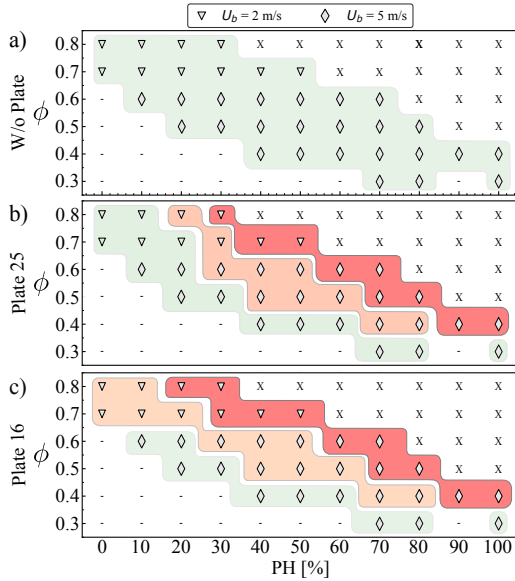 U_b = 2 m/s U_b = 5 m/s
a)
W/o Plate
ϕ
0.8 x x x x x x x
0.7 x x x x x
0.6 - x x x
0.5 - - x x
0.4 - - - -
0.3 - - - - - - - -
b)
Plate 25
ϕ
0.8 x x x x x x x
0.7 x x x x x
0.6 - x x x
0.5 - - x x
0.4 - - - -
0.3 - - - - - - - -
c)
Plate 16
ϕ
0.8 x x x x x x x
0.7 x x x x x
0.6 - x x x
0.5 - - x x
0.4 - - - -
0.3 - - - - - - - -
0 10 20 30 40 50 60 70 80 90 100
PH [%]